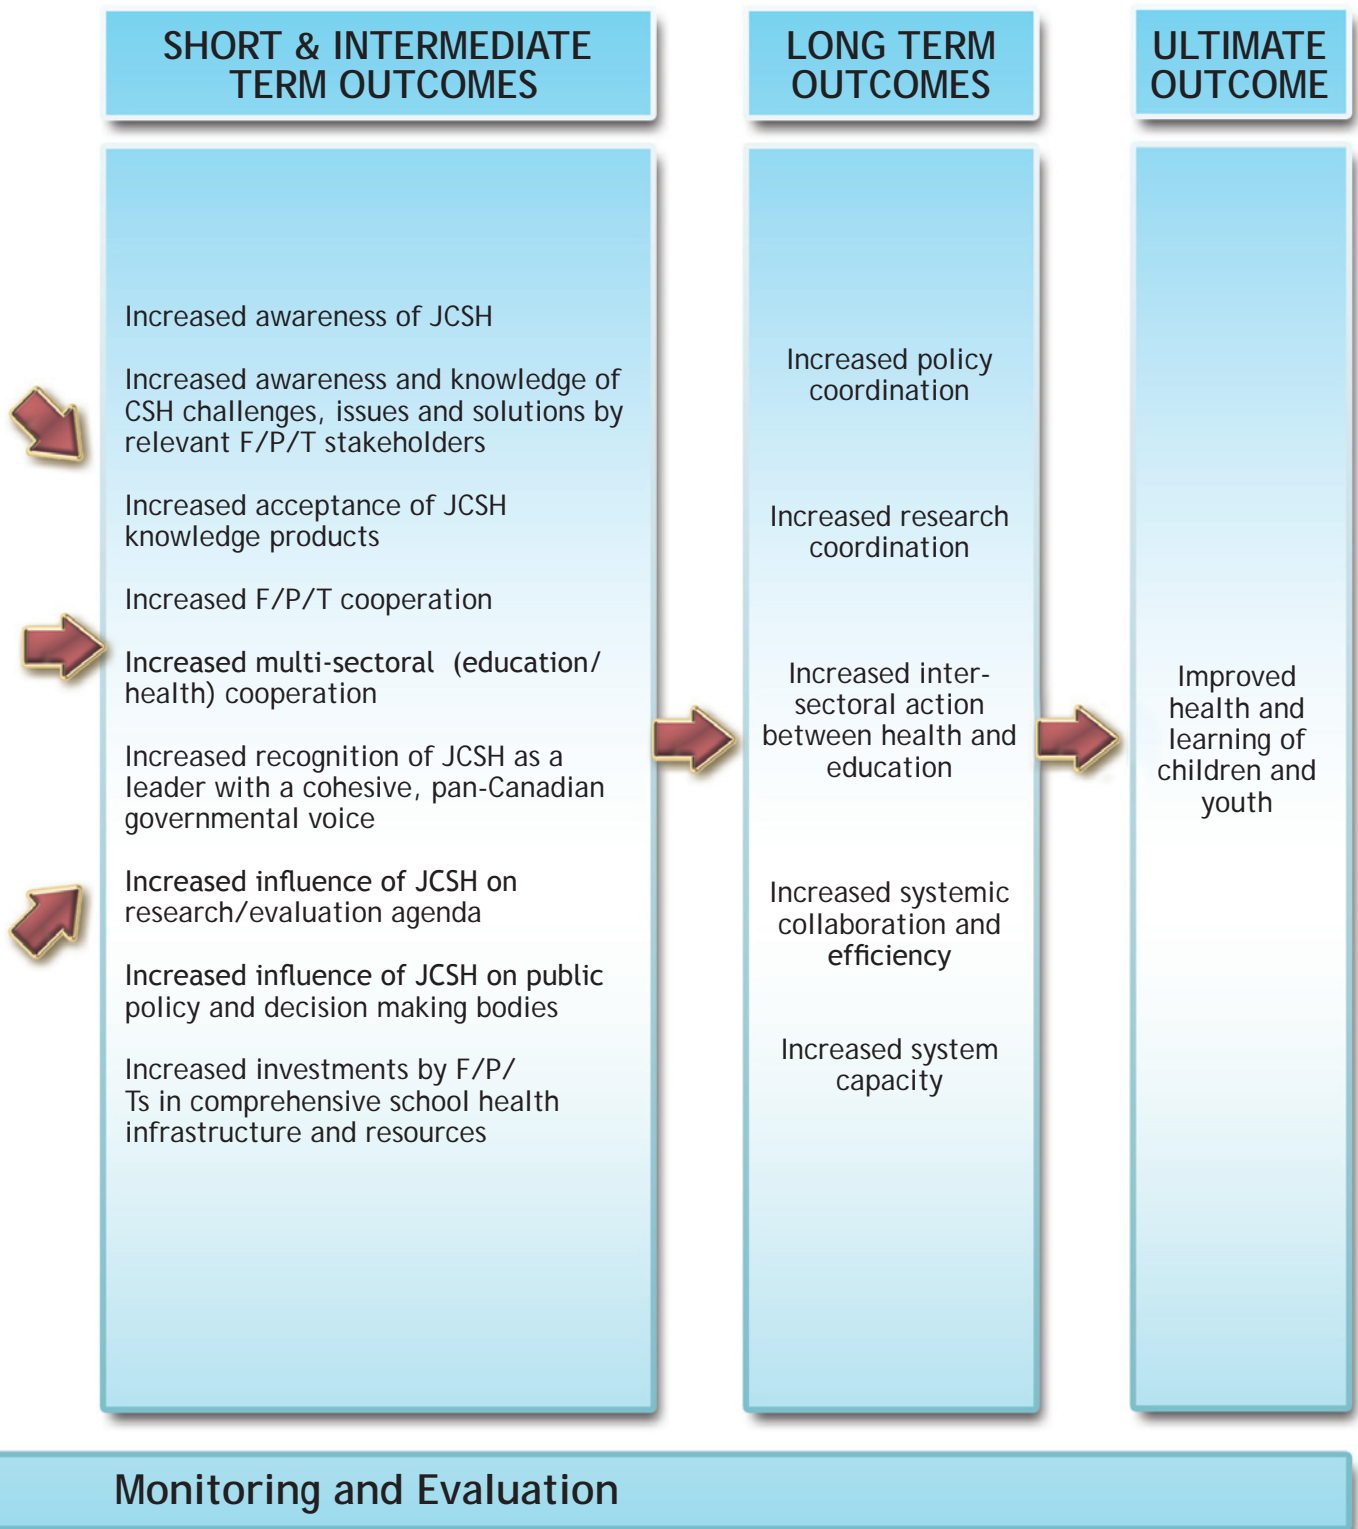 SHORT & INTERMEDIATE
TERM OUTCOMES
Increased awareness of JCSH
Increased awareness and knowledge of
CSH challenges, issues and solutions by
relevant F/P/T stakeholders
Increased acceptance of JCSH
knowledge products
Increased F/P/T cooperation
Increased multi-sectoral  (education/
health) cooperation
Increased recognition of JCSH as a
leader with a cohesive, pan-Canadian
governmental voice
Increased influence of JCSH on
research/evaluation agenda
Increased influence of JCSH on public
policy and decision making bodies
Increased investments by F/P/
Ts in comprehensive school health
infrastructure and resources
LONG TERM
OUTCOMES
Increased policy
coordination
Increased research
coordination
Increased inter-
sectoral action
between health and
education
Increased systemic
collaboration and
efficiency
Increased system
capacity
ULTIMATE
OUTCOME
Improved
health and
learning of
children and
youth
Monitoring and Evaluation